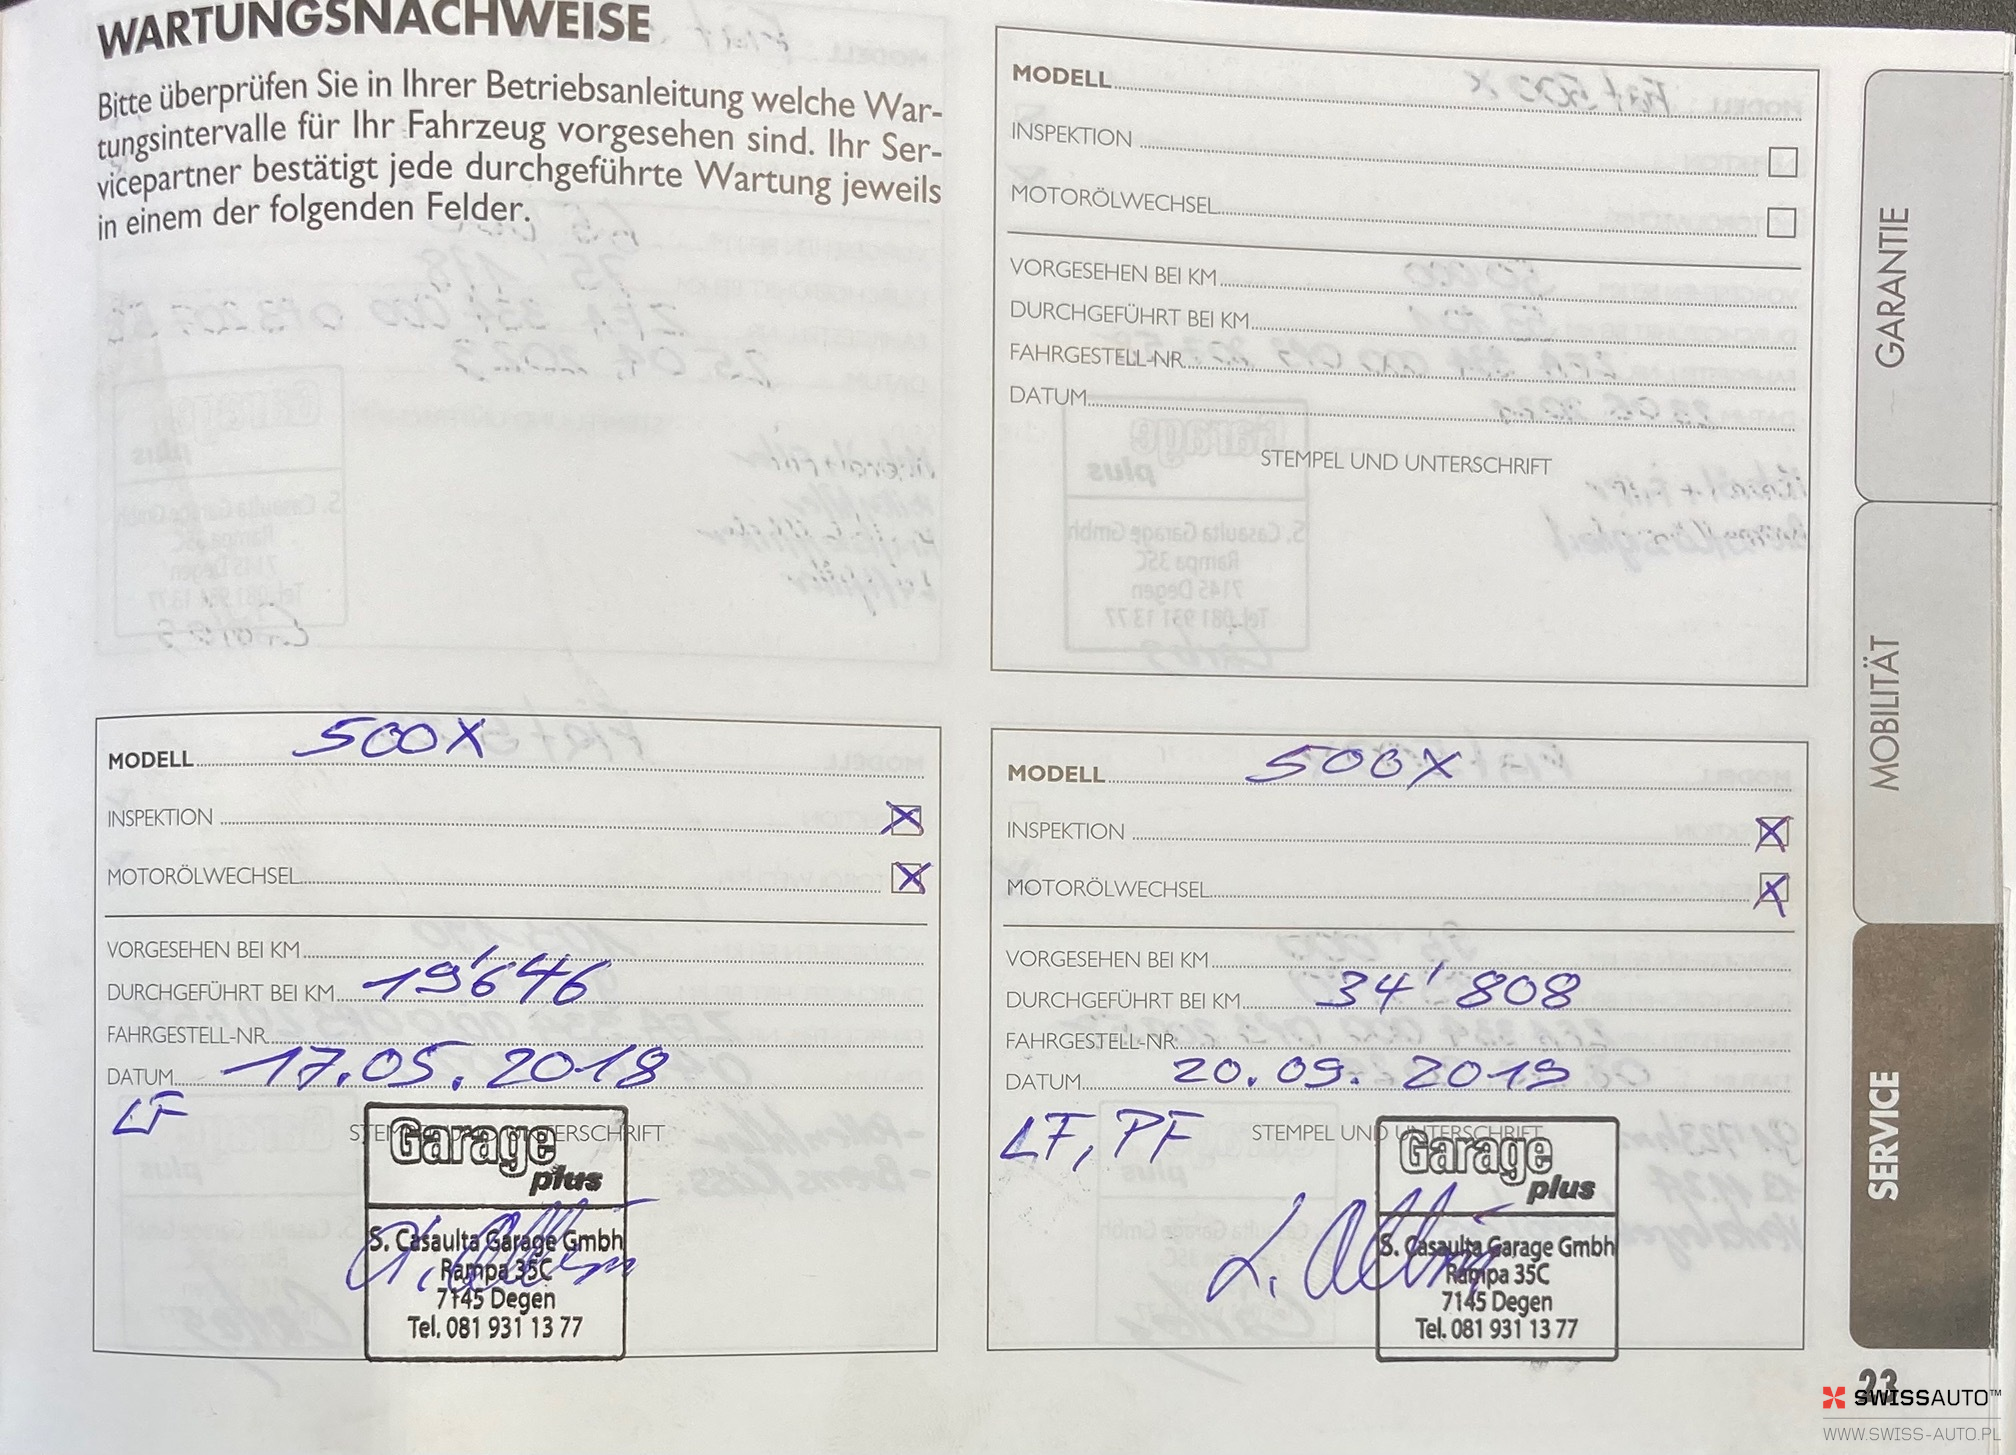 WARTUNGSNACHWEISE
Bitte überprüfen Sie in Ihrer Betriebsanleitung welche War-
tungsintervalle für Ihr Fahrzeug vorgesehen sind. Ihr Ser-
vicepartner bestätigt jede durchgeführte Wartung jeweils
in einem der folgenden Felder.
MODELL
INSPEKTION
MOTORÖLWECHSEL
VORGESEHEN BEI KM
DURCHGEFÜHRT BEI KM
FAHRGESTELL-NR.
DATUM
STEMPEL UND UNTERSCHRIFT
MODELL 500X
INSPEKTION X
MOTORÖLWECHSEL X
VORGESEHEN BEI KM
DURCHGEFÜHRT BEI KM 19'646
FAHRGESTELL-NR.
DATUM 17.05.2018
LF
STEMPEL UND UNTERSCHRIFT
Garage
plus
S. Casaulta Garage Gmbh
Rampa 35C
7145 Degen
Tel. 081 931 13 77
MODELL 500X
INSPEKTION X
MOTORÖLWECHSEL X
VORGESEHEN BEI KM
DURCHGEFÜHRT BEI KM 34'808
FAHRGESTELL-NR.
DATUM 20.09.2019
LF, PF
STEMPEL UND UNTERSCHRIFT
Garage
plus
S. Casaulta Garage Gmbh
Rampa 35C
7145 Degen
Tel. 081 931 13 77
GARANTIE
MOBILITÄT
SERVICE
23
SWISSAUTO™
WWW.SWISS-AUTO.PL